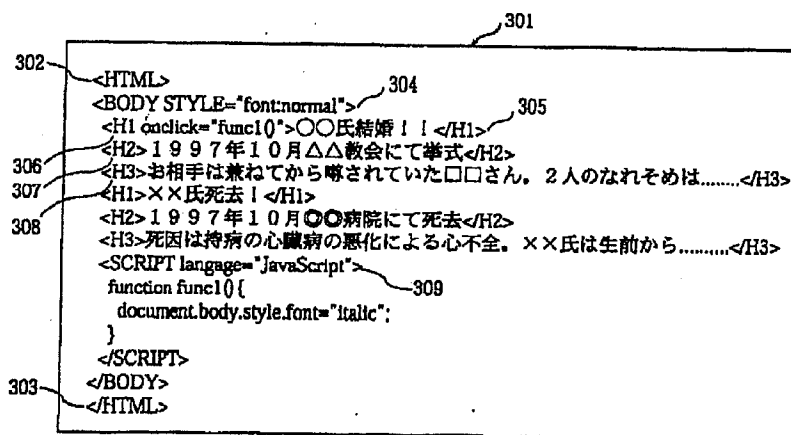 301
302
<HTML>
<BODY STYLE="font:normal"> 304
<H1 onclick="func1()">〇〇氏結婚！！</H1> 305
306 <H2>１９９７年１０月△△教会にて挙式</H2>
307 <H3>お相手は兼ねてから噂されていた□□さん。２人のなれそめは........</H3>
308 <H1>××氏死去！</H1>
<H2>１９９７年１０月◎◎病院にて死去</H2>
<H3>死因は持病の心臓病の悪化による心不全。××氏は生前から..........</H3>
<SCRIPT langage="JavaScript"> 309
function func1() {
document.body.style.font="italic";
}
</SCRIPT>
</BODY>
303 </HTML>